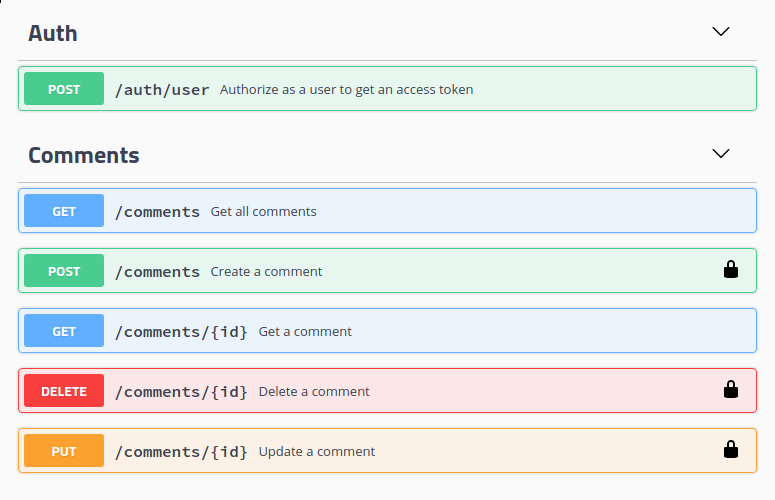 Auth
POST /auth/user Authorize as a user to get an access token
Comments
GET /comments Get all comments
POST /comments Create a comment
GET /comments/{id} Get a comment
DELETE /comments/{id} Delete a comment
PUT /comments/{id} Update a comment